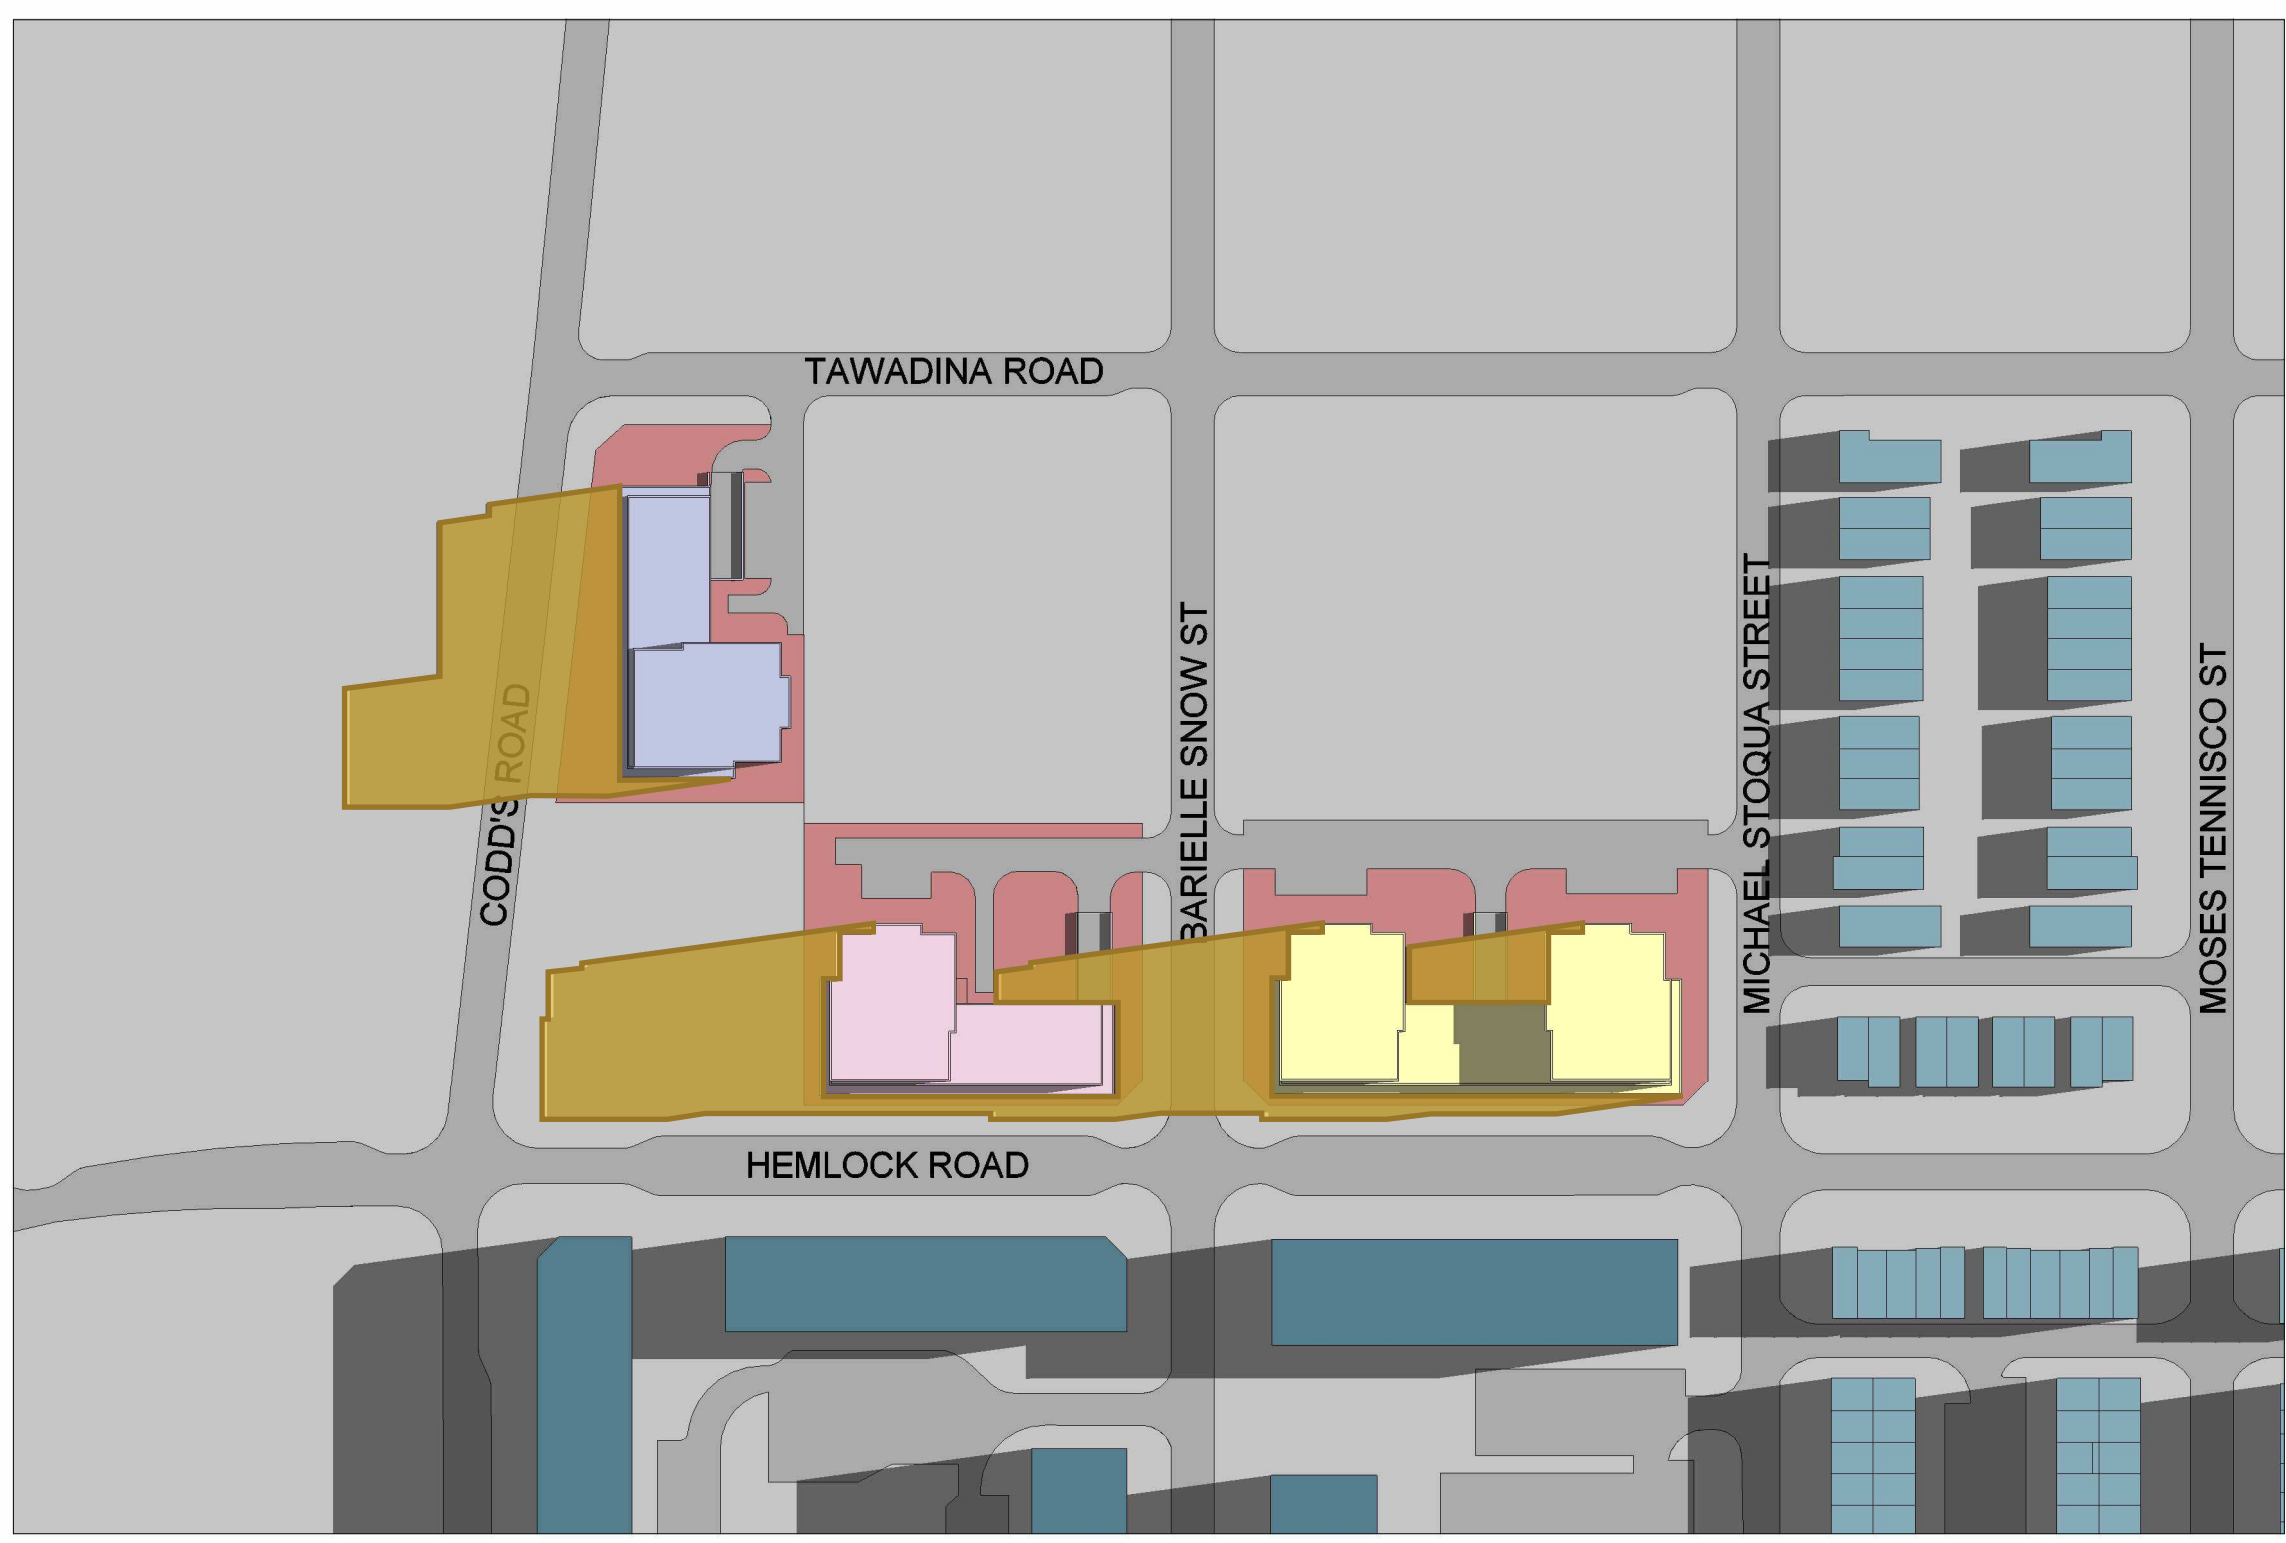 TAWADINA ROAD
CODD'S ROAD
BARIELLE SNOW ST
MICHAEL STOQUA STREET
MOSES TENNISCO ST
HEMLOCK ROAD